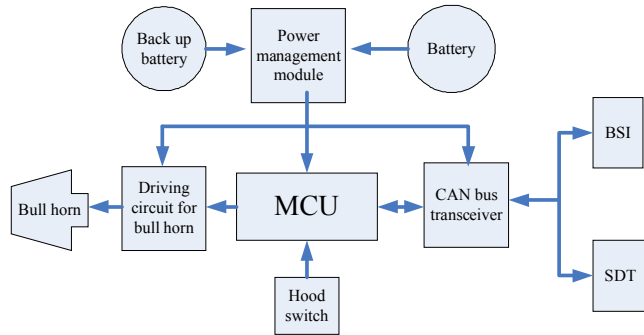 Back up
battery
Power
management
module
Battery
BSI
Bull horn
Driving
circuit for
bull horn
MCU
CAN bus
transceiver
SDT
Hood
switch